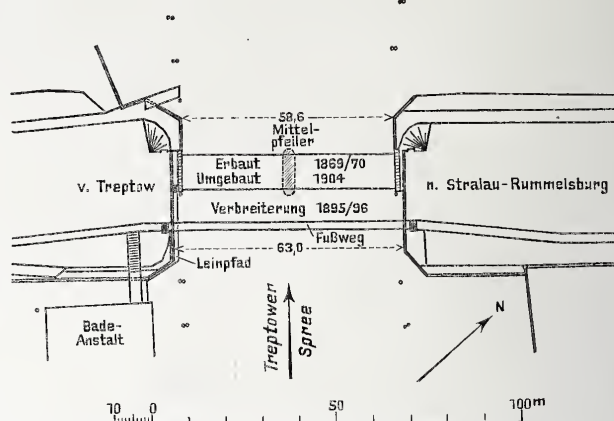 58,6
Mittel-
pfeiler
Erbaut 1869/70
Umgebaut 1904
v. Treptow
n. Stralau-Rummelsburg
Verbreiterung 1895/96
Fußweg
63,0
Leinpfad
Bade-
Anstalt
Treptower
Spree
N
10 0 50 100m